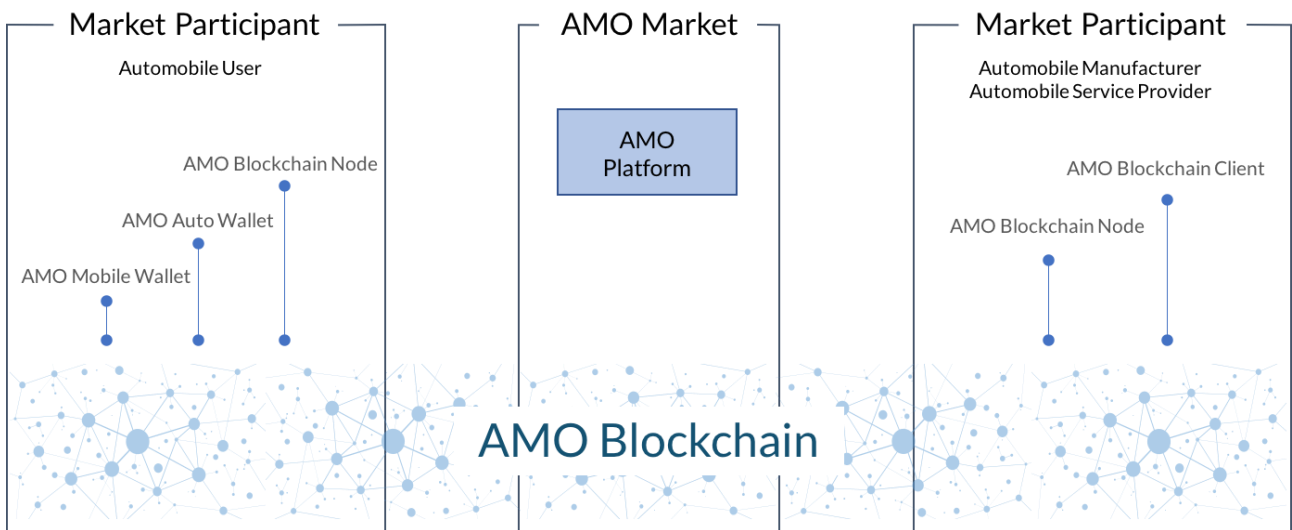 Market Participant
Automobile User
AMO Blockchain Node
AMO Auto Wallet
AMO Mobile Wallet
AMO Market
AMO
Platform
Market Participant
Automobile Manufacturer
Automobile Service Provider
AMO Blockchain Client
AMO Blockchain Node
AMO Blockchain